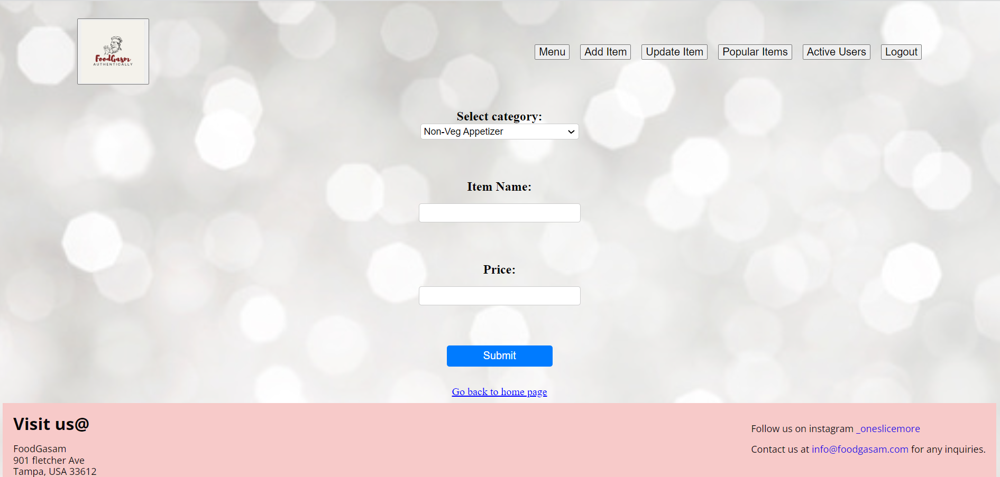 FoodGasm
AUTHENTICALLY
Menu Add Item Update Item Popular Items Active Users Logout
Select category:
Non-Veg Appetizer
Item Name:
Price:
Submit
Go back to home page
Visit us@
FoodGasam
901 fletcher Ave
Tampa, USA 33612
Follow us on instagram _oneslicemore
Contact us at info@foodgasam.com for any inquiries.